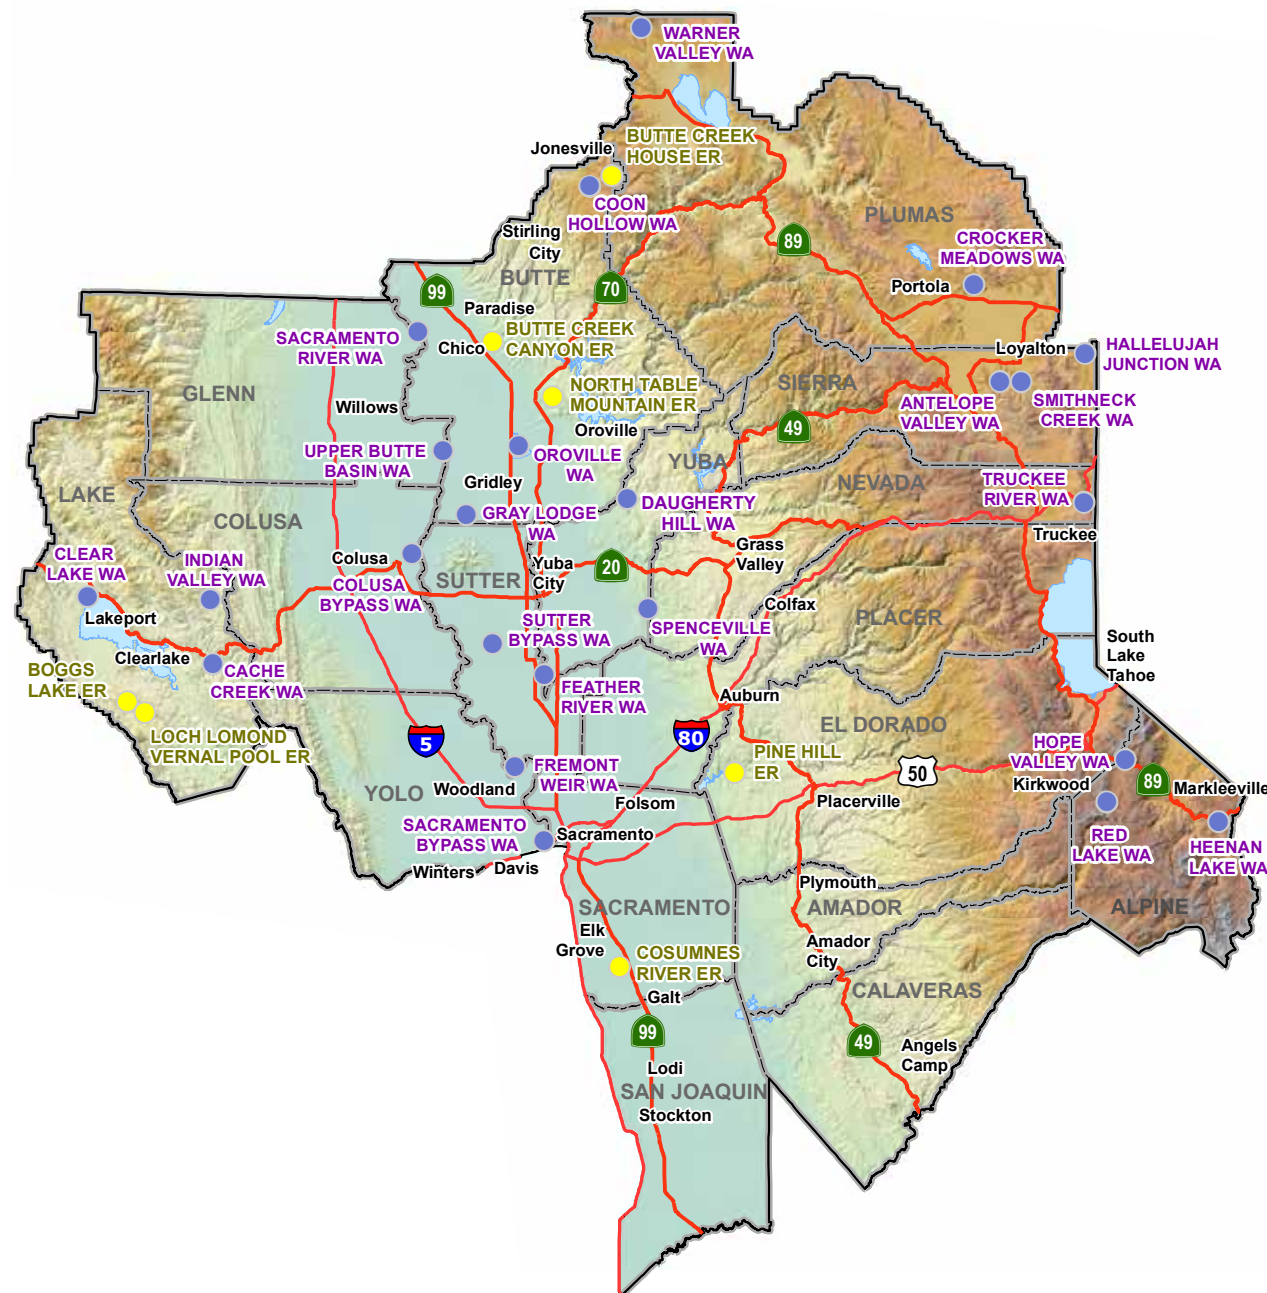 WARNER
VALLEY WA
BUTTE CREEK
HOUSE ER
Jonesville
COON
HOLLOW WA
PLUMAS
Stirling
City
89
CROCKER
MEADOWS WA
BUTTE
70
Portola
99
Paradise
SACRAMENTO
RIVER WA
BUTTE CREEK
CANYON ER
Chico
Loyalton
HALLELUJAH
JUNCTION WA
GLENN
NORTH TABLE
MOUNTAIN ER
SIERRA
Willows
ANTELOPE
VALLEY WA
SMITHNECK
CREEK WA
49
Oroville
UPPER BUTTE
BASIN WA
OROVILLE
WA
YUBA
NEVADA
TRUCKEE
RIVER WA
Gridley
LAKE
COLUSA
GRAY LODGE
WA
DAUGHERTY
HILL WA
Truckee
Grass
Valley
CLEAR
LAKE WA
INDIAN
VALLEY WA
Colusa
COLUSA
BYPASS WA
SUTTER
Yuba
City
20
Colfax
Lakeport
SUTTER
BYPASS WA
SPENCEVILLE
WA
PLACER
South
Lake
Tahoe
Clearlake
BOGGS
LAKE ER
CACHE
CREEK WA
FEATHER
RIVER WA
Auburn
LOCH LOMOND
VERNAL POOL ER
5
80
EL DORADO
HOPE
VALLEY WA
PINE HILL
ER
FREMONT
WEIR WA
50
Kirkwood
89
Markleeville
YOLO
Woodland
Folsom
Placerville
SACRAMENTO
BYPASS WA
Sacramento
RED
LAKE WA
HEENAN
LAKE WA
Winters
Davis
Plymouth
SACRAMENTO
AMADOR
ALPINE
Elk
Grove
COSUMNES
RIVER ER
Amador
City
Galt
CALAVERAS
99
49
Angels
Camp
Lodi
SAN JOAQUIN
Stockton